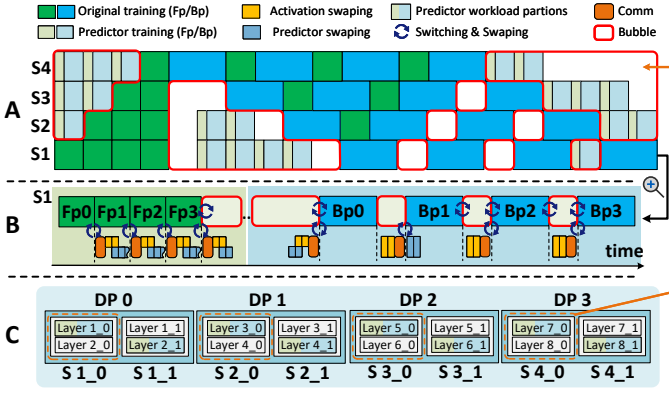 Original training (Fp/Bp) Activation swaping Predictor workload partions Comm
Predictor training (Fp/Bp) Predictor swaping Switching & Swaping Bubble
S4
S3
A
S2
S1
S1
B
Fp0 Fp1 Fp2 Fp3 .. Bp0 Bp1 Bp2 Bp3
time
DP 0 DP 1 DP 2 DP 3
C
Layer 1_0 Layer 1_1 Layer 3_0 Layer 3_1 Layer 5_0 Layer 5_1 Layer 7_0 Layer 7_1
Layer 2_0 Layer 2_1 Layer 4_0 Layer 4_1 Layer 6_0 Layer 6_1 Layer 8_0 Layer 8_1
S 1_0 S 1_1 S 2_0 S 2_1 S 3_0 S 3_1 S 4_0 S 4_1